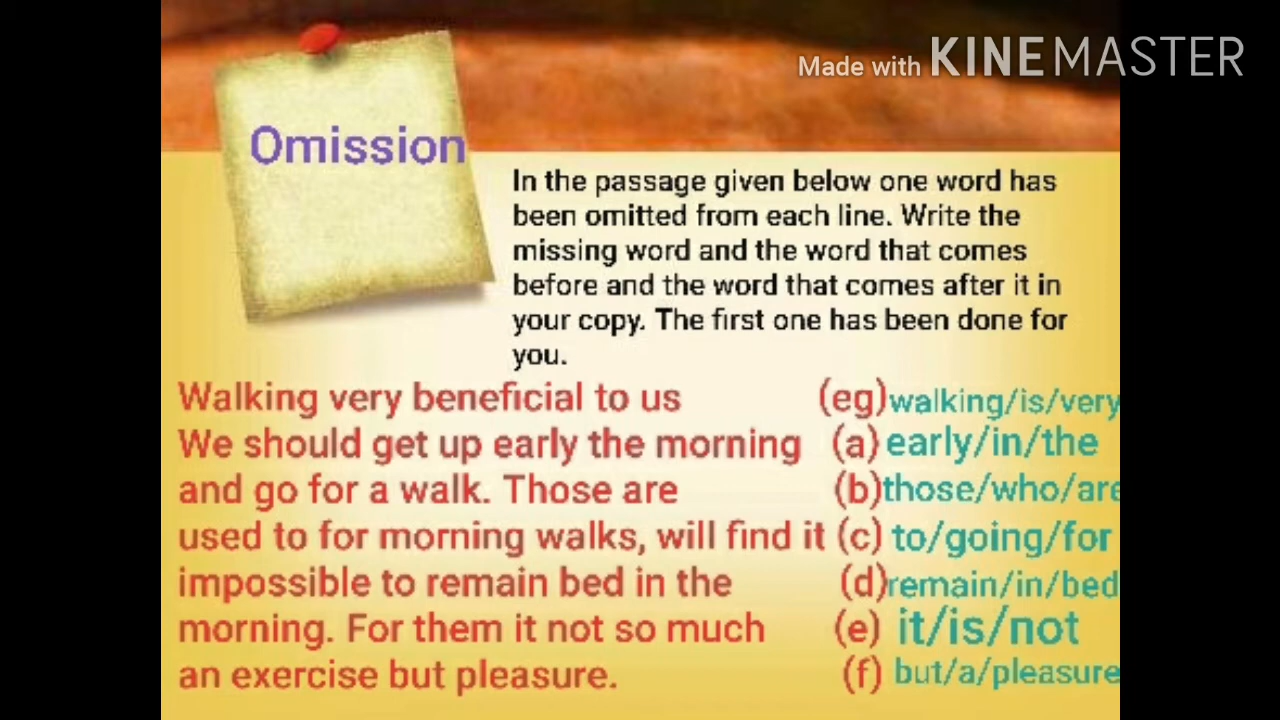 Made with KINEMASTER
Omission
In the passage given below one word has
been omitted from each line. Write the
missing word and the word that comes
before and the word that comes after it in
your copy. The first one has been done for
you.
Walking very beneficial to us (eg) walking/is/very
We should get up early the morning (a) early/in/the
and go for a walk. Those are (b) those/who/are
used to for morning walks, will find it (c) to/going/for
impossible to remain bed in the (d) remain/in/bed
morning. For them it not so much (e) it/is/not
an exercise but pleasure. (f) but/a/pleasure